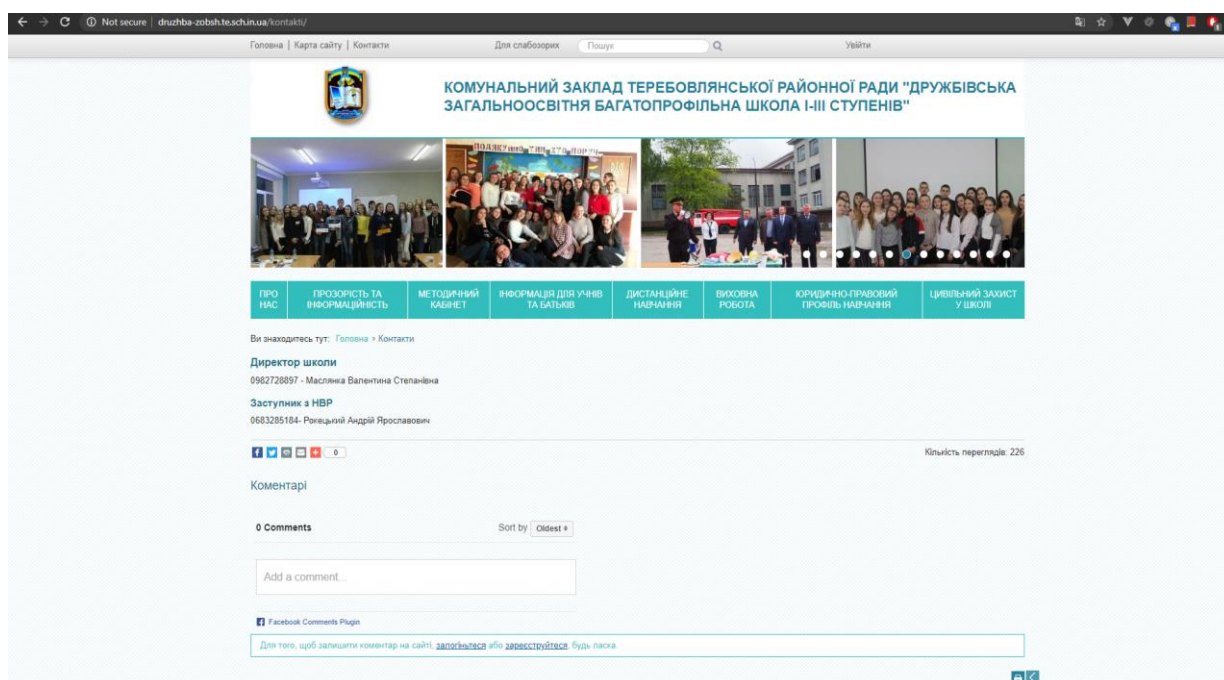 Not secure | druzhba-zobsh.te.sch.in.ua/kontakti/
Головна | Карта сайту | Контакти Для слабозорих Пошук Увійти
КОМУНАЛЬНИЙ ЗАКЛАД ТЕРЕБОВЛЯНСЬКОЇ РАЙОННОЇ РАДИ "ДРУЖБІВСЬКА
ЗАГАЛЬНООСВІТНЯ БАГАТОПРОФІЛЬНА ШКОЛА І-ІІІ СТУПЕНІВ"
ПРО НАС
ПРОЗОРІСТЬ ТА
ІНФОРМАЦІЙНІСТЬ
МЕТОДИЧНИЙ
КАБІНЕТ
ІНФОРМАЦІЯ ДЛЯ УЧНІВ
ТА БАТЬКІВ
ДИСТАНЦІЙНЕ
НАВЧАННЯ
ВИХОВНА
РОБОТА
ЮРИДИЧНО-ПРАВОВИЙ
ПРОФІЛЬ НАВЧАННЯ
ЦИВІЛЬНИЙ ЗАХИСТ
У ШКОЛІ
Ви знаходитесь тут: Головна » Контакти
Директор школи
0982728897 - Маслянка Валентина Степанівна
Заступник з НВР
0683285184- Рокецький Андрій Ярославович
0
Кількість переглядів: 226
Коментарі
0 Comments
Sort by Oldest
Add a comment...
Facebook Comments Plugin
Для того, щоб залишити коментар на сайті, залогіньтеся або зареєструйтеся, будь ласка